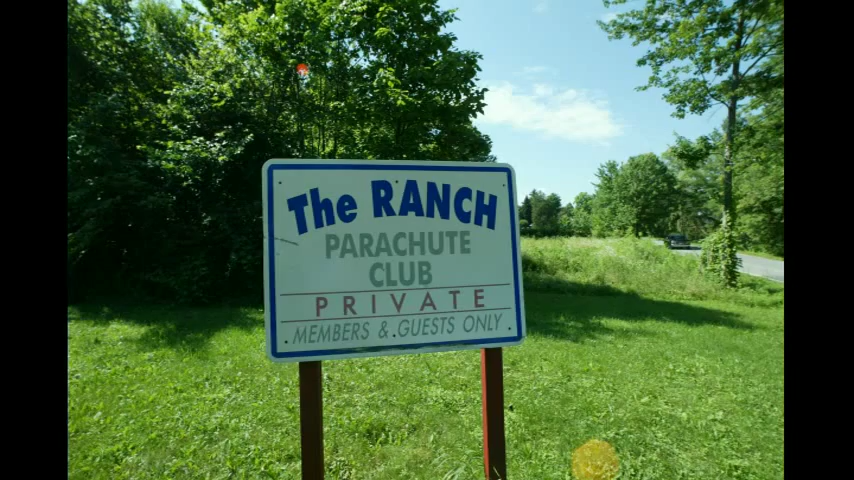 The RANCH
PARACHUTE
CLUB
PRIVATE
MEMBERS & GUESTS ONLY